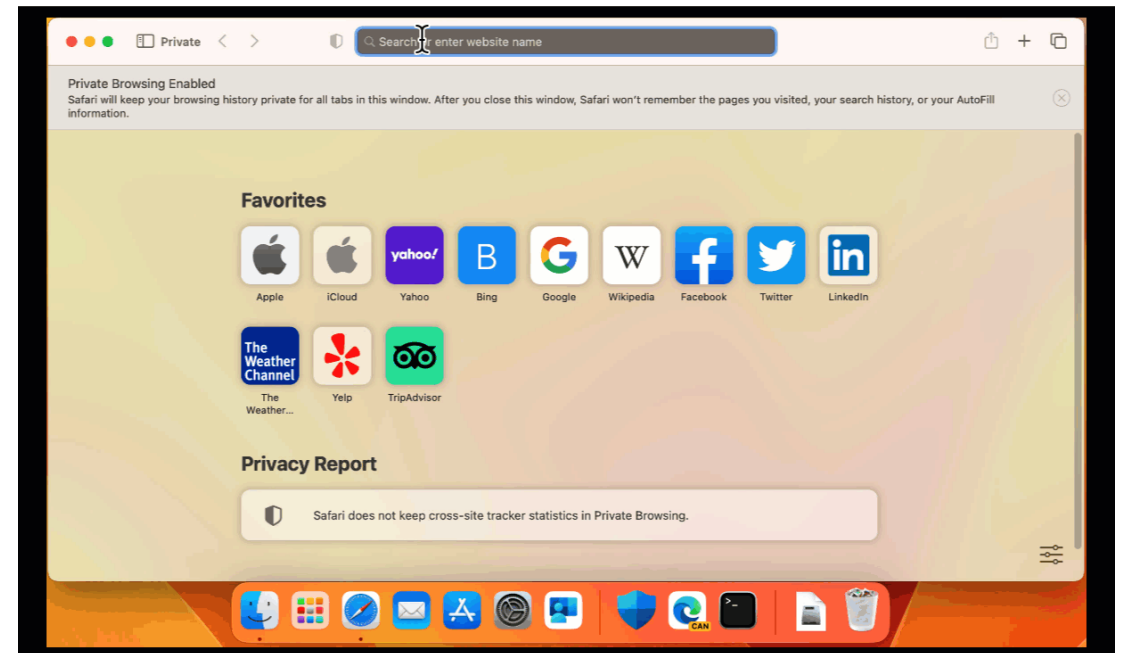 Private
Search or enter website name
Private Browsing Enabled
Safari will keep your browsing history private for all tabs in this window. After you close this window, Safari won't remember the pages you visited, your search history, or your AutoFill
information.
Favorites
yahoo!
B
G
W
f
in
Apple
iCloud
Yahoo
Bing
Google
Wikipedia
Facebook
Twitter
LinkedIn
The
Weather
Channel
The
Weather...
Yelp
TripAdvisor
Privacy Report
Safari does not keep cross-site tracker statistics in Private Browsing.
CAN
>_